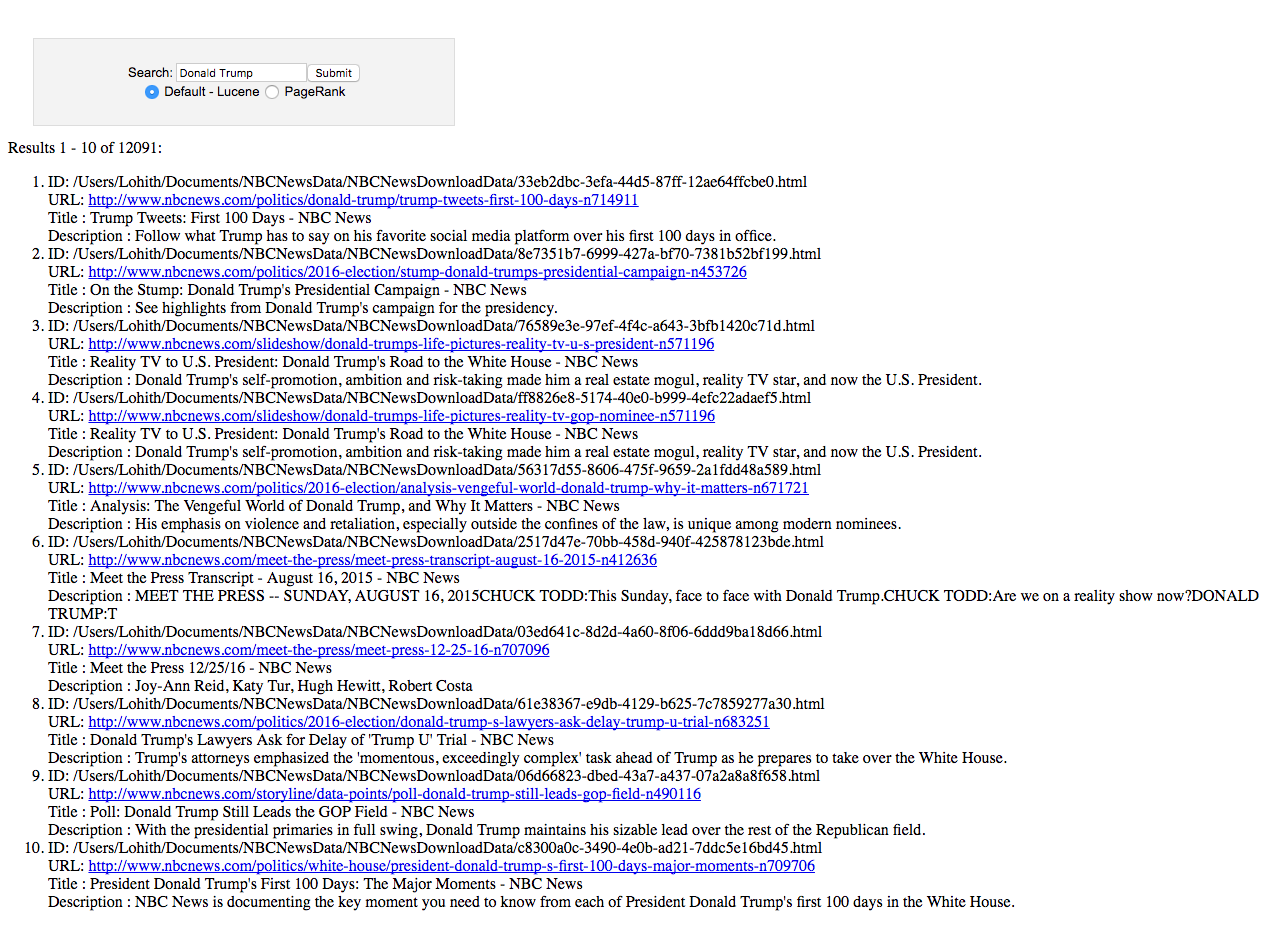 Search: Donald Trump Submit
Default - Lucene PageRank
Results 1 - 10 of 12091:
1. ID: /Users/Lohith/Documents/NBCNewsData/NBCNewsDownloadData/33eb2dbc-3efa-44d5-87ff-12ae64ffcbe0.html
URL: http://www.nbcnews.com/politics/donald-trump/trump-tweets-first-100-days-n714911
Title : Trump Tweets: First 100 Days - NBC News
Description : Follow what Trump has to say on his favorite social media platform over his first 100 days in office.
2. ID: /Users/Lohith/Documents/NBCNewsData/NBCNewsDownloadData/8e7351b7-6999-427a-bf70-7381b52bf199.html
URL: http://www.nbcnews.com/politics/2016-election/stump-donald-trumps-presidential-campaign-n453726
Title : On the Stump: Donald Trump's Presidential Campaign - NBC News
Description : See highlights from Donald Trump's campaign for the presidency.
3. ID: /Users/Lohith/Documents/NBCNewsData/NBCNewsDownloadData/76589e3e-97ef-4f4c-a643-3bfb1420c71d.html
URL: http://www.nbcnews.com/slideshow/donald-trumps-life-pictures-reality-tv-u-s-president-n571196
Title : Reality TV to U.S. President: Donald Trump's Road to the White House - NBC News
Description : Donald Trump's self-promotion, ambition and risk-taking made him a real estate mogul, reality TV star, and now the U.S. President.
4. ID: /Users/Lohith/Documents/NBCNewsData/NBCNewsDownloadData/ff8826e8-5174-40e0-b999-4efc22adaef5.html
URL: http://www.nbcnews.com/slideshow/donald-trumps-life-pictures-reality-tv-gop-nominee-n571196
Title : Reality TV to U.S. President: Donald Trump's Road to the White House - NBC News
Description : Donald Trump's self-promotion, ambition and risk-taking made him a real estate mogul, reality TV star, and now the U.S. President.
5. ID: /Users/Lohith/Documents/NBCNewsData/NBCNewsDownloadData/56317d55-8606-475f-9659-2a1fdd48a589.html
URL: http://www.nbcnews.com/politics/2016-election/analysis-vengeful-world-donald-trump-why-it-matters-n671721
Title : Analysis: The Vengeful World of Donald Trump, and Why It Matters - NBC News
Description : His emphasis on violence and retaliation, especially outside the confines of the law, is unique among modern nominees.
6. ID: /Users/Lohith/Documents/NBCNewsData/NBCNewsDownloadData/2517d47e-70bb-458d-940f-425878123bde.html
URL: http://www.nbcnews.com/meet-the-press/meet-press-transcript-august-16-2015-n412636
Title : Meet the Press Transcript - August 16, 2015 - NBC News
Description : MEET THE PRESS -- SUNDAY, AUGUST 16, 2015CHUCK TODD:This Sunday, face to face with Donald Trump.CHUCK TODD:Are we on a reality show now?DONALD
TRUMP:T
7. ID: /Users/Lohith/Documents/NBCNewsData/NBCNewsDownloadData/03ed641c-8d2d-4a60-8f06-6ddd9ba18d66.html
URL: http://www.nbcnews.com/meet-the-press/meet-press-12-25-16-n707096
Title : Meet the Press 12/25/16 - NBC News
Description : Joy-Ann Reid, Katy Tur, Hugh Hewitt, Robert Costa
8. ID: /Users/Lohith/Documents/NBCNewsData/NBCNewsDownloadData/61e38367-e9db-4129-b625-7c7859277a30.html
URL: http://www.nbcnews.com/politics/2016-election/donald-trump-s-lawyers-ask-delay-trump-u-trial-n683251
Title : Donald Trump's Lawyers Ask for Delay of 'Trump U' Trial - NBC News
Description : Trump's attorneys emphasized the 'momentous, exceedingly complex' task ahead of Trump as he prepares to take over the White House.
9. ID: /Users/Lohith/Documents/NBCNewsData/NBCNewsDownloadData/06d66823-dbed-43a7-a437-07a2a8a8f658.html
URL: http://www.nbcnews.com/storyline/data-points/poll-donald-trump-still-leads-gop-field-n490116
Title : Poll: Donald Trump Still Leads the GOP Field - NBC News
Description : With the presidential primaries in full swing, Donald Trump maintains his sizable lead over the rest of the Republican field.
10. ID: /Users/Lohith/Documents/NBCNewsData/NBCNewsDownloadData/c8300a0c-3490-4e0b-ad21-7ddc5e16bd45.html
URL: http://www.nbcnews.com/politics/white-house/president-donald-trump-s-first-100-days-major-moments-n709706
Title : President Donald Trump's First 100 Days: The Major Moments - NBC News
Description : NBC News is documenting the key moment you need to know from each of President Donald Trump's first 100 days in the White House.